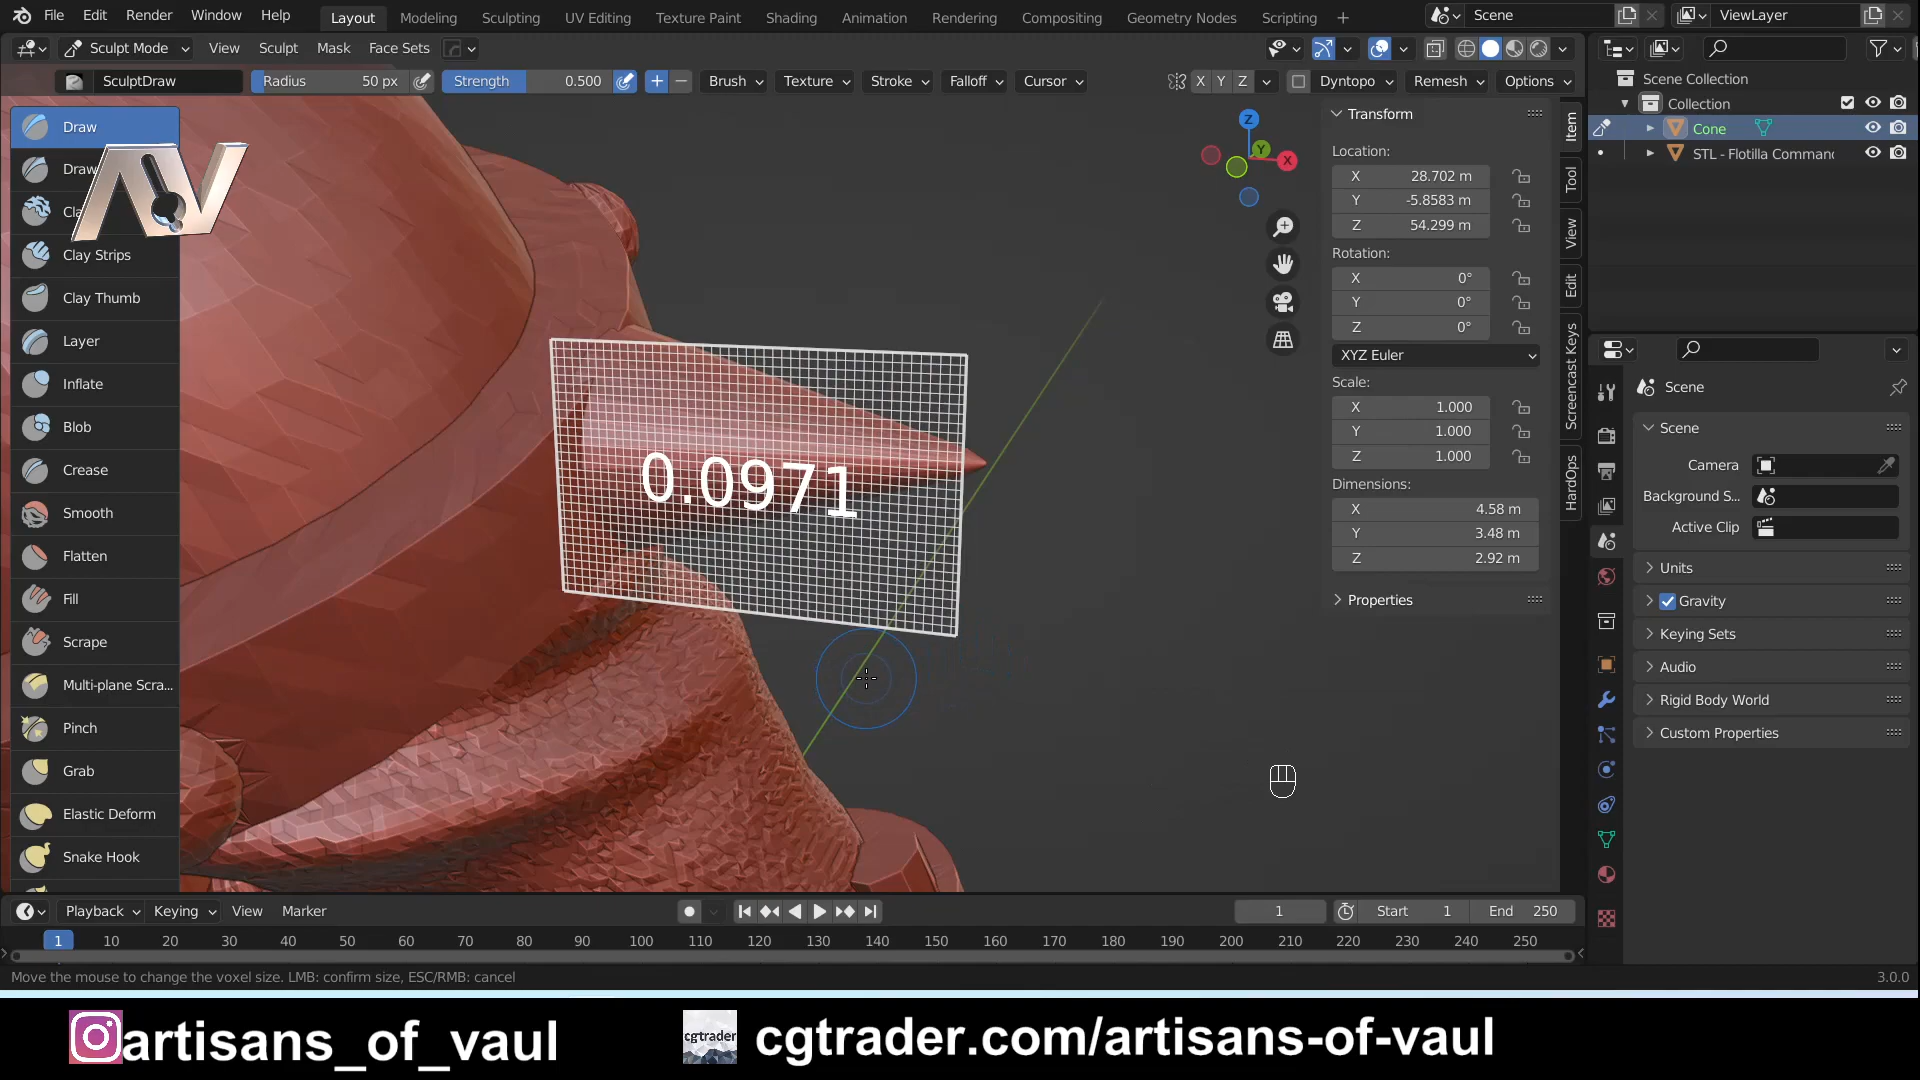 File Edit Render Window Help Layout Modeling Sculpting UV Editing Texture Paint Shading Animation Rendering Compositing Geometry Nodes Scripting + Scene ViewLayer
Sculpt Mode View Sculpt Mask Face Sets
SculptDraw Radius 50 px Strength 0.500 + − Brush Texture Stroke Falloff Cursor X Y Z Dyntopo Remesh Options
Scene Collection
Collection
Cone
STL - Flotilla Comman
Draw
Draw
Cla
Clay Strips
Clay Thumb
Layer
Inflate
Blob
Crease
Smooth
Flatten
Fill
Scrape
Multi-plane Scra...
Pinch
Grab
Elastic Deform
Snake Hook
AV
0.0971
Z
Y
X
Transform
Location:
X 28.702 m
Y -5.8583 m
Z 54.299 m
Rotation:
X 0°
Y 0°
Z 0°
XYZ Euler
Scale:
X 1.000
Y 1.000
Z 1.000
Dimensions:
X 4.58 m
Y 3.48 m
Z 2.92 m
Properties
Item
Tool
View
Edit
Screencast Keys
HardOps
Scene
Scene
Camera
Background S...
Active Clip
Units
Gravity
Keying Sets
Audio
Rigid Body World
Custom Properties
Playback Keying View Marker 1 Start 1 End 250
1 10 20 30 40 50 60 70 80 90 100 110 120 130 140 150 160 170 180 190 200 210 220 230 240 250
Move the mouse to change the voxel size. LMB: confirm size, ESC/RMB: cancel 3.0.0
artisans_of_vaul cgtrader cgtrader.com/artisans-of-vaul